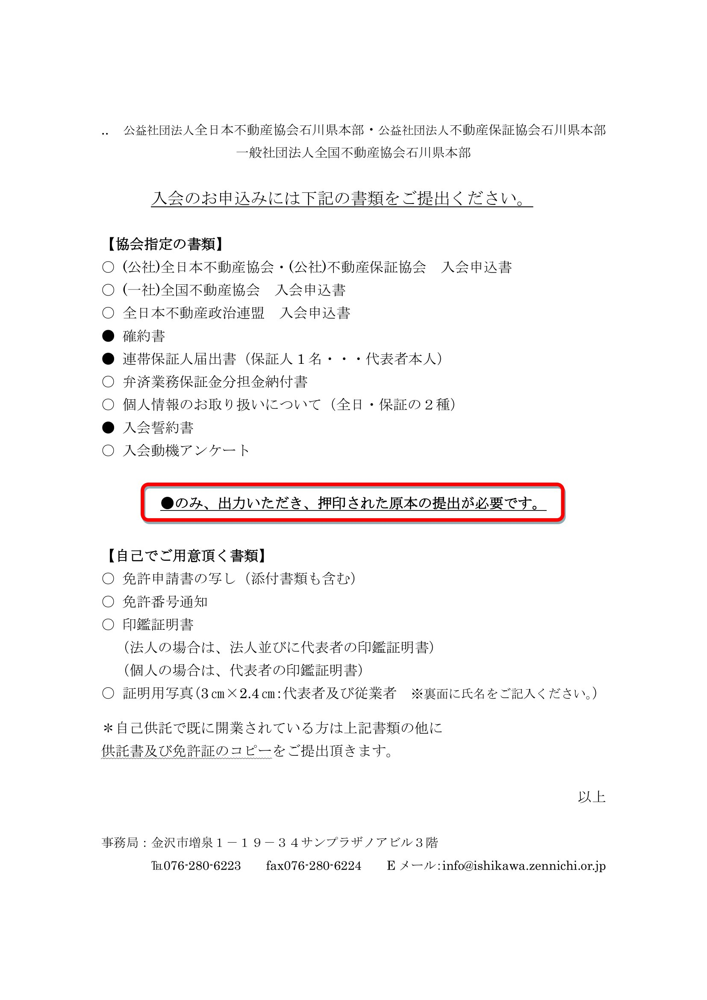 ..　公益社団法人全日本不動産協会石川県本部・公益社団法人不動産保証協会石川県本部
一般社団法人全国不動産協会石川県本部
入会のお申込みには下記の書類をご提出ください。
【協会指定の書類】
○ (公社)全日本不動産協会・(公社)不動産保証協会　入会申込書
○ (一社)全国不動産協会　入会申込書
○ 全日本不動産政治連盟　入会申込書
● 確約書
● 連帯保証人届出書（保証人 1 名・・・代表者本人）
○ 弁済業務保証金分担金納付書
○ 個人情報のお取り扱いについて（全日・保証の２種）
● 入会誓約書
○ 入会動機アンケート
●のみ、出力いただき、押印された原本の提出が必要です。
【自己でご用意頂く書類】
○ 免許申請書の写し（添付書類も含む）
○ 免許番号通知
○ 印鑑証明書
（法人の場合は、法人並びに代表者の印鑑証明書）
（個人の場合は、代表者の印鑑証明書）
○ 証明用写真（3㎝×2.4㎝：代表者及び従業者　※裏面に氏名をご記入ください。）
＊自己供託で既に開業されている方は上記書類の他に
供託書及び免許証のコピーをご提出頂きます。
以上
事務局：金沢市増泉１－１９－３４サンプラザノアビル３階
℡076-280-6223　　fax076-280-6224　　E メール：info@ishikawa.zennichi.or.jp